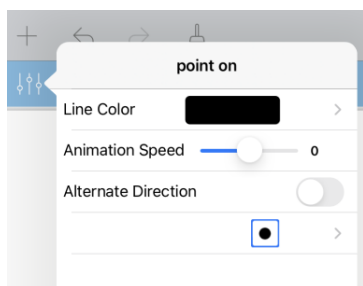 point on
Line Color
Animation Speed 0
Alternate Direction